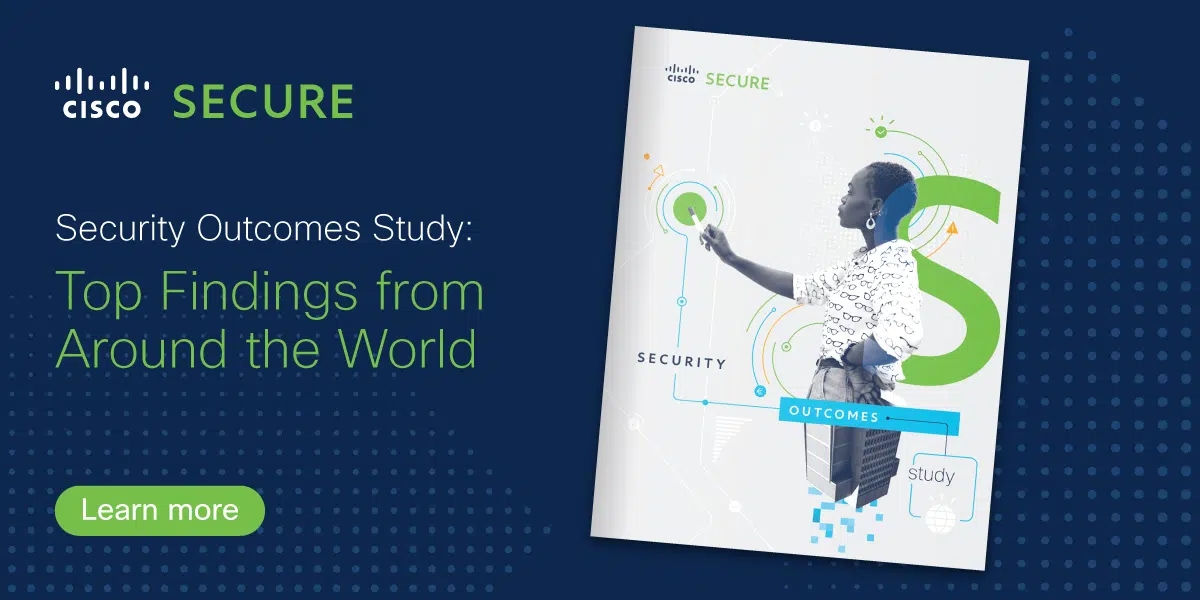 CISCO SECURE
Security Outcomes Study:
Top Findings from
Around the World
Learn more
CISCO SECURE
SECURITY
OUTCOMES
study